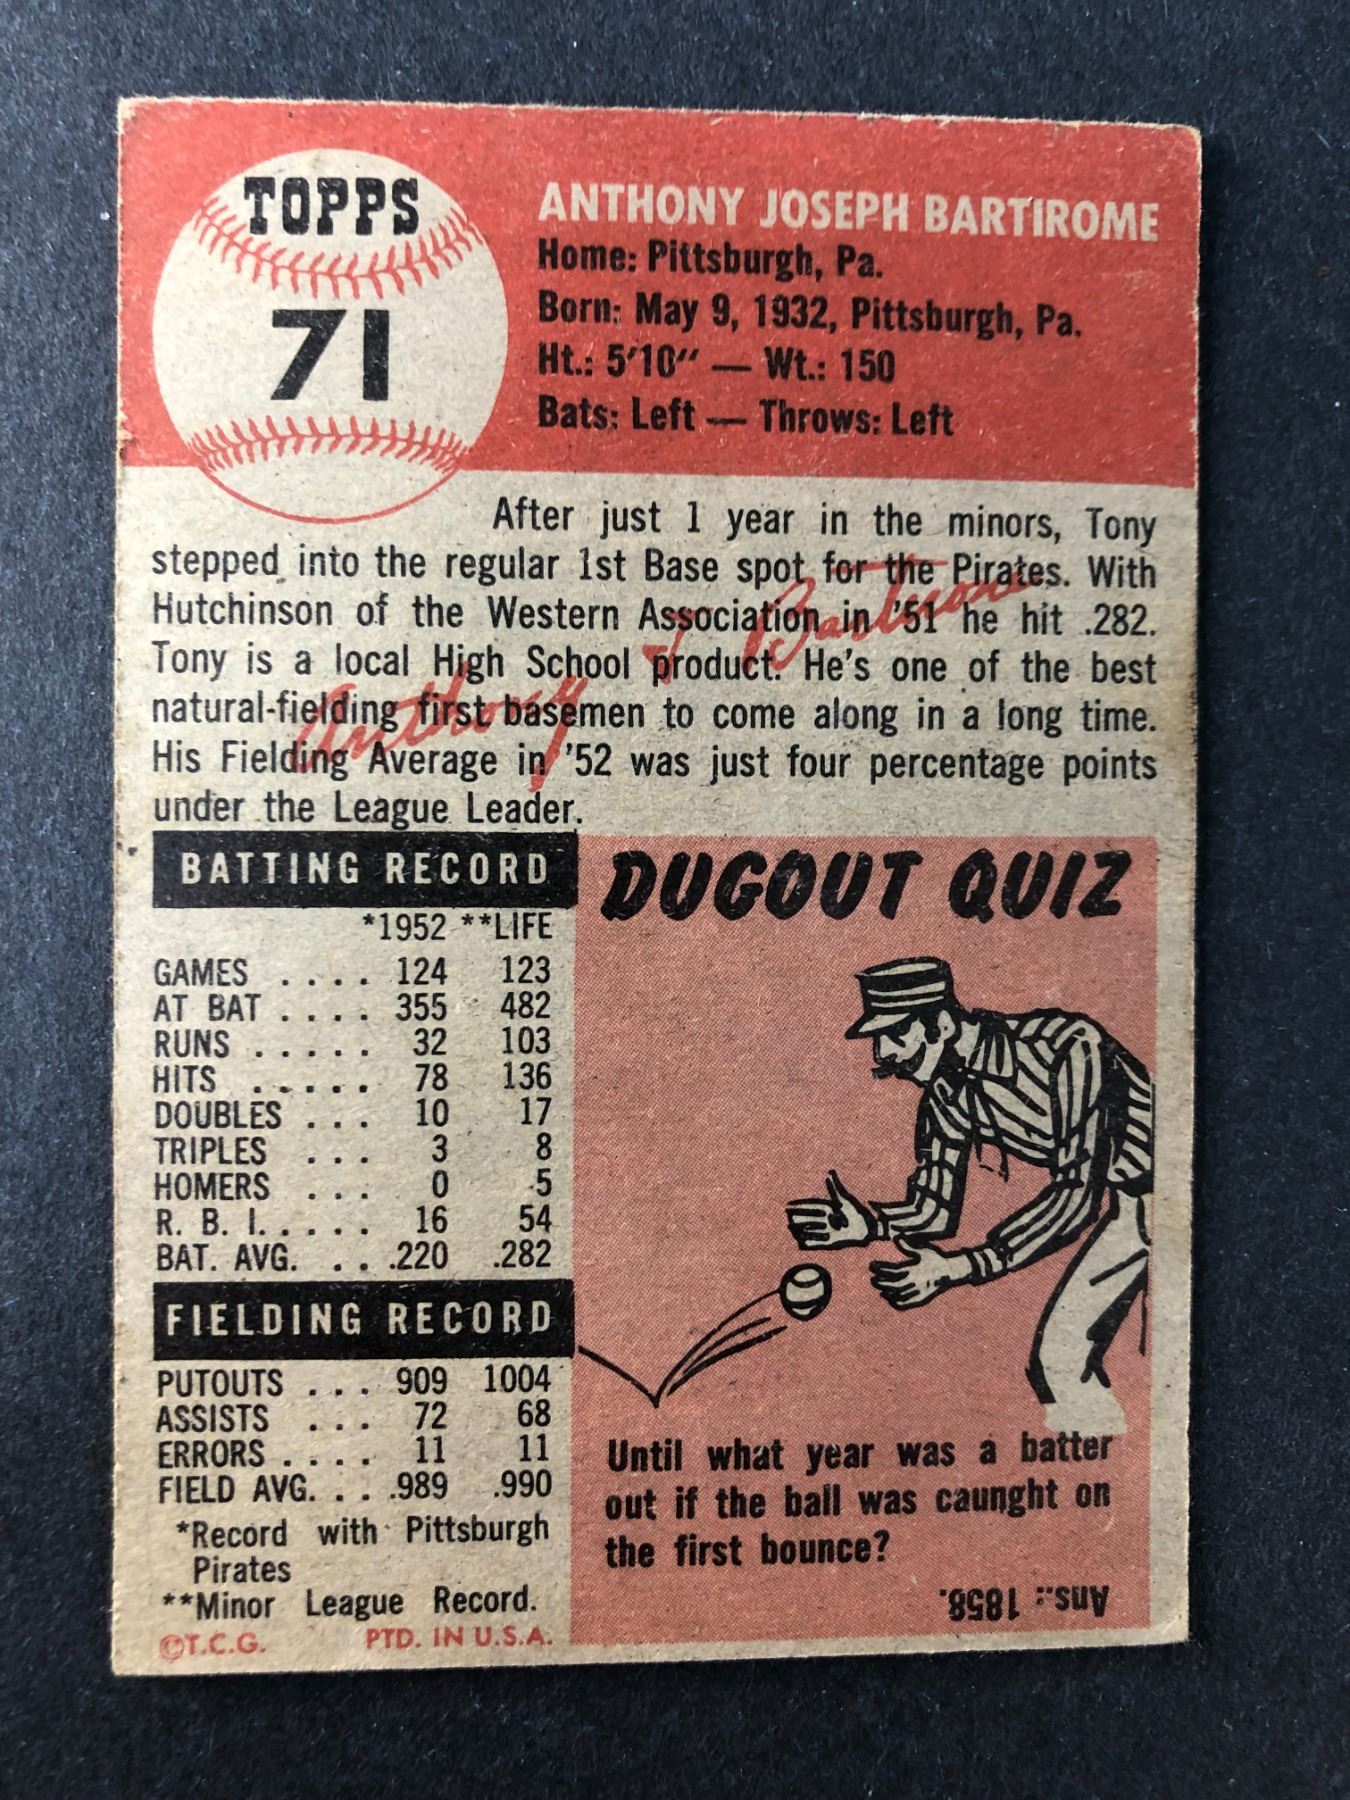 TOPPS
71
ANTHONY JOSEPH BARTIROME
Home: Pittsburgh, Pa.
Born: May 9, 1932, Pittsburgh, Pa.
Ht.: 5'10" — Wt.: 150
Bats: Left — Throws: Left
After just 1 year in the minors, Tony
stepped into the regular 1st Base spot for the Pirates. With
Hutchinson of the Western Association in '51 he hit .282.
Tony is a local High School product. He's one of the best
natural-fielding first basemen to come along in a long time.
His Fielding Average in '52 was just four percentage points
under the League Leader.
Anthony J Bartirome
BATTING RECORD
*1952 **LIFE
GAMES . . . . 124 123
AT BAT . . . . 355 482
RUNS . . . . . 32 103
HITS . . . . . 78 136
DOUBLES . . . 10 17
TRIPLES . . . 3 8
HOMERS . . . 0 5
R. B. I. . . . . 16 54
BAT. AVG. . . .220 .282
FIELDING RECORD
PUTOUTS . . . 909 1004
ASSISTS . . . 72 68
ERRORS . . . . 11 11
FIELD AVG. . . .989 .990
*Record with Pittsburgh
Pirates
**Minor League Record.
©T.C.G. PTD. IN U.S.A.
DUGOUT QUIZ
Until what year was a batter
out if the ball was caunght on
the first bounce?
Ans.: 1858.